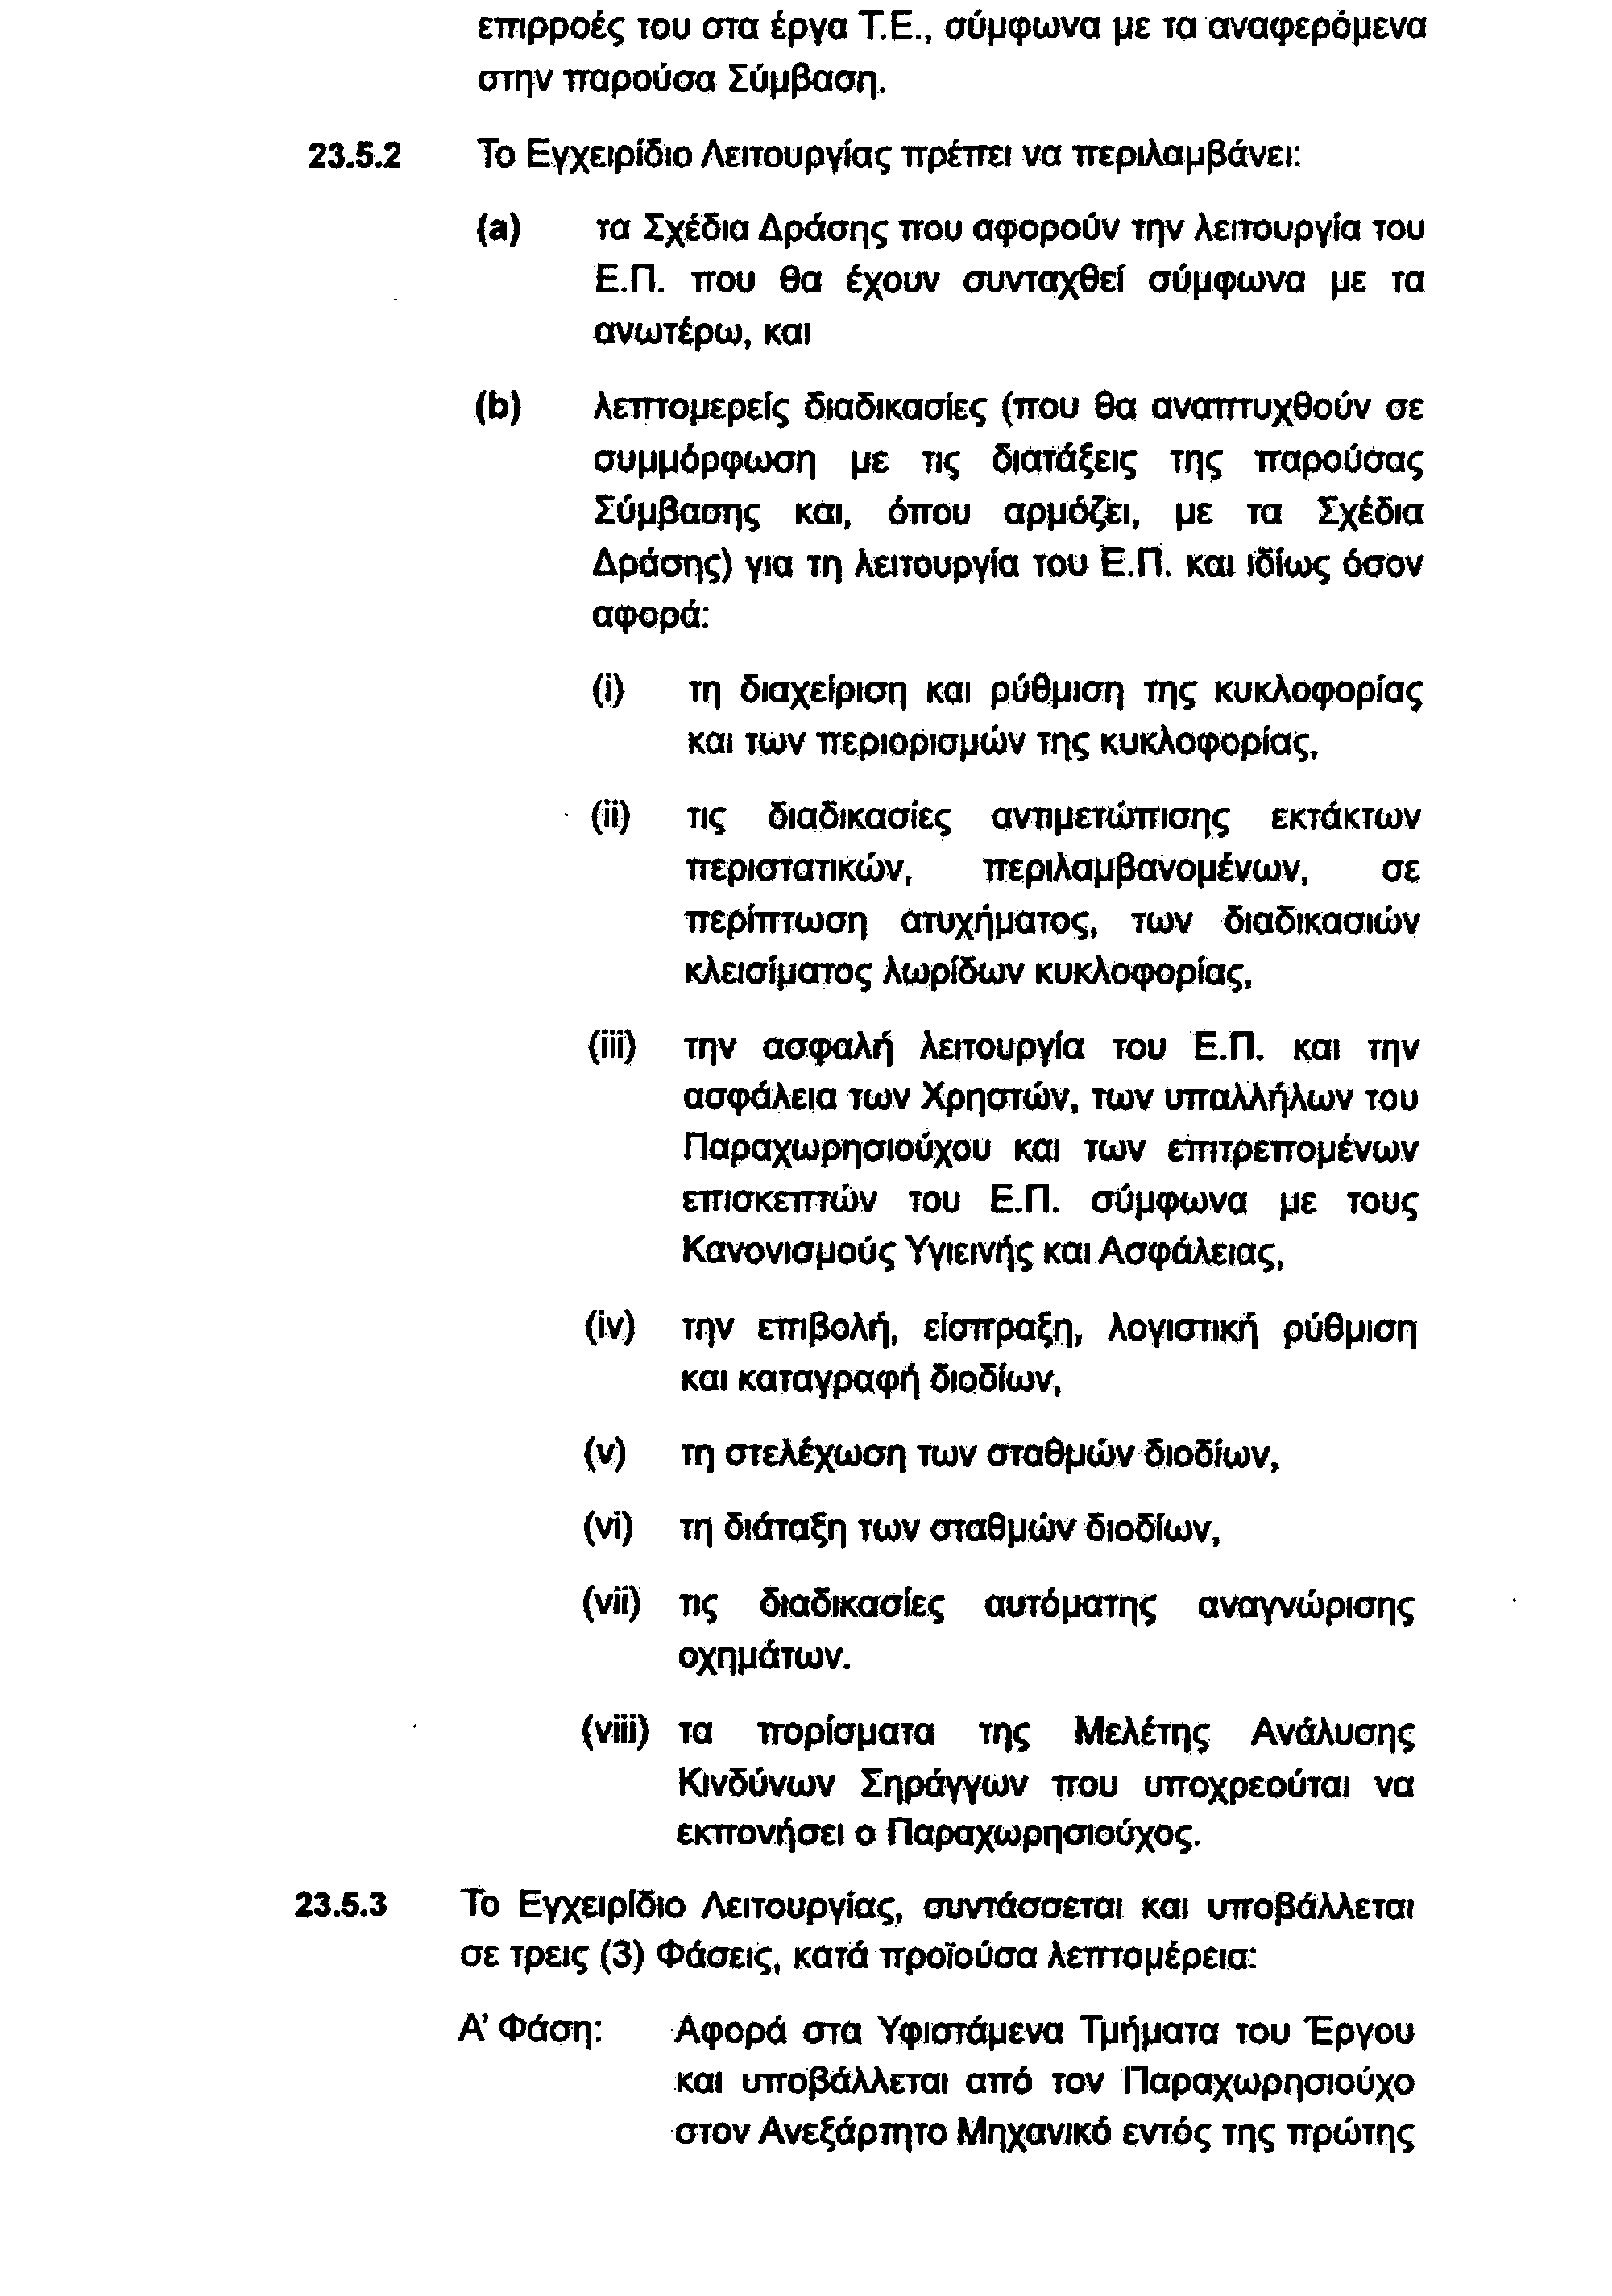 επιρροές του στα έργα Τ.Ε., σύμφωνα με τα αναφερόμενα
στην παρούσα Σύμβαση.
23.5.2 Το Εγχειρίδιο Λειτουργίας πρέπει να περιλαμβάνει:
(a) τα Σχέδια Δράσης που αφορούν την λειτουργία του
Ε.Π. που θα έχουν συνταχθεί σύμφωνα με τα
ανωτέρω, και
(b) λεπτομερείς διαδικασίες (που θα αναπτυχθούν σε
συμμόρφωση με τις διατάξεις της παρούσας
Σύμβασης και, όπου αρμόζει, με τα Σχέδια
Δράσης) για τη λειτουργία του Ε.Π. και ιδίως όσον
αφορά:
(i) τη διαχείριση και ρύθμιση της κυκλοφορίας
και των περιορισμών της κυκλοφορίας,
(ii) τις διαδικασίες αντιμετώπισης εκτάκτων
περιστατικών, περιλαμβανομένων, σε
περίπτωση ατυχήματος, των διαδικασιών
κλεισίματος λωρίδων κυκλοφορίας,
(iii) την ασφαλή λειτουργία του Ε.Π. και την
ασφάλεια των Χρηστών, των υπαλλήλων του
Παραχωρησιούχου και των επιτρεπομένων
επισκεπτών του Ε.Π. σύμφωνα με τους
Κανονισμούς Υγιεινής και Ασφάλειας,
(iv) την επιβολή, είσπραξη, λογιστική ρύθμιση
και καταγραφή διοδίων,
(v) τη στελέχωση των σταθμών διοδίων,
(vi) τη διάταξη των σταθμών διοδίων,
(vii) τις διαδικασίες αυτόματης αναγνώρισης
οχημάτων.
(viii) τα πορίσματα της Μελέτης Ανάλυσης
Κινδύνων Σηράγγων που υποχρεούται να
εκπονήσει ο Παραχωρησιούχος.
23.5.3 Το Εγχειρίδιο Λειτουργίας, συντάσσεται και υποβάλλεται
σε τρεις (3) Φάσεις, κατά προϊούσα λεπτομέρεια:
Α’ Φάση: Αφορά στα Υφιστάμενα Τμήματα του Έργου
και υποβάλλεται από τον Παραχωρησιούχο
στον Ανεξάρτητο Μηχανικό εντός της πρώτης